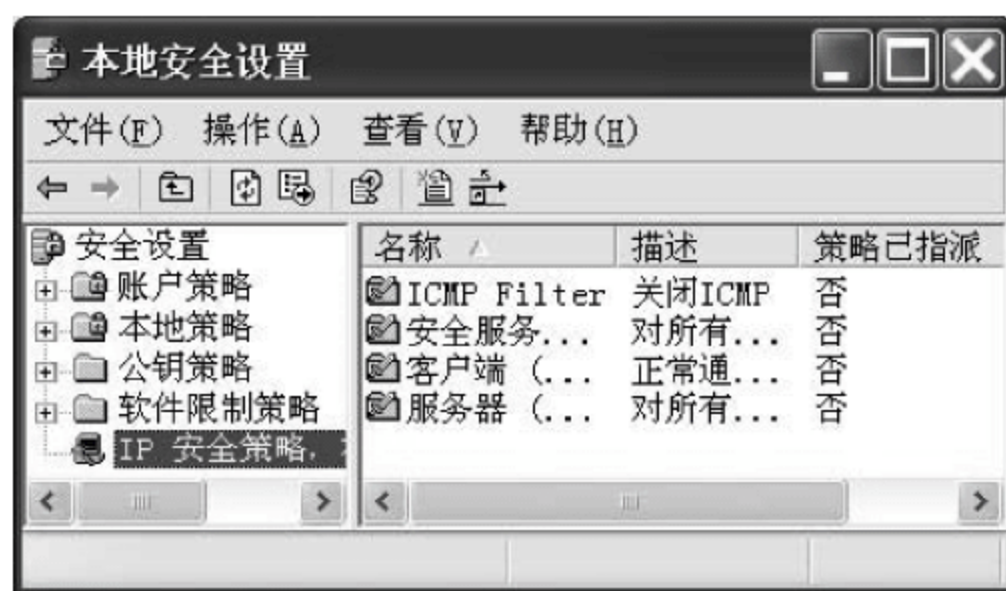 本地安全设置
文件(F) 操作(A) 查看(V) 帮助(H)
安全设置
账户策略
本地策略
公钥策略
软件限制策略
IP 安全策略，
名称 描述 策略已指派
ICMP Filter 关闭ICMP 否
安全服务... 对所有... 否
客户端 (... 正常通... 否
服务器 (... 对所有... 否